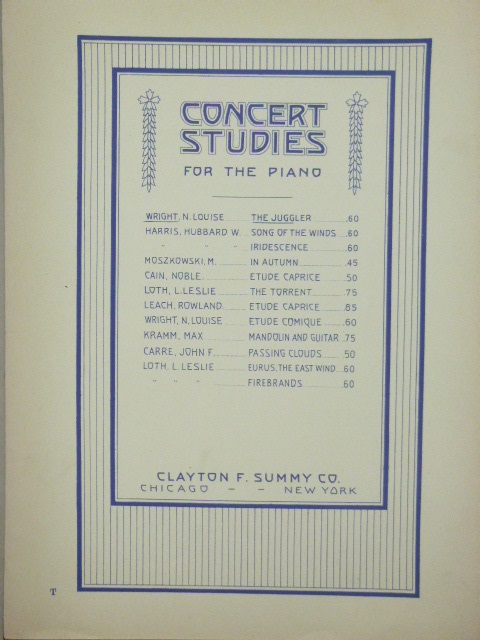 CONCERT
STUDIES
FOR THE PIANO
WRIGHT, N. LOUISE THE JUGGLER .60
HARRIS, HUBBARD W. SONG OF THE WINDS .60
" " " IRIDESCENCE .60
MOSZKOWSKI, M. IN AUTUMN .45
CAIN, NOBLE ETUDE CAPRICE .50
LOTH, L. LESLIE THE TORRENT .75
LEACH, ROWLAND ETUDE CAPRICE .65
WRIGHT, N. LOUISE ETUDE COMIQUE .60
KRAMM, MAX MANDOLIN AND GUITAR .75
CARRE, JOHN F. PASSING CLOUDS .50
LOTH, L. LESLIE EURUS, THE EAST WIND .60
" " " FIREBRANDS .60
CLAYTON F. SUMMY CO.
CHICAGO - - NEW YORK
T